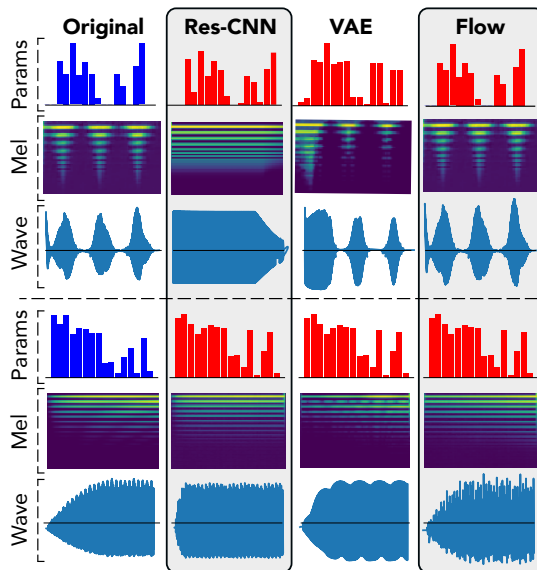 Original Res-CNN VAE Flow
Params
Mel
Wave
Params
Mel
Wave